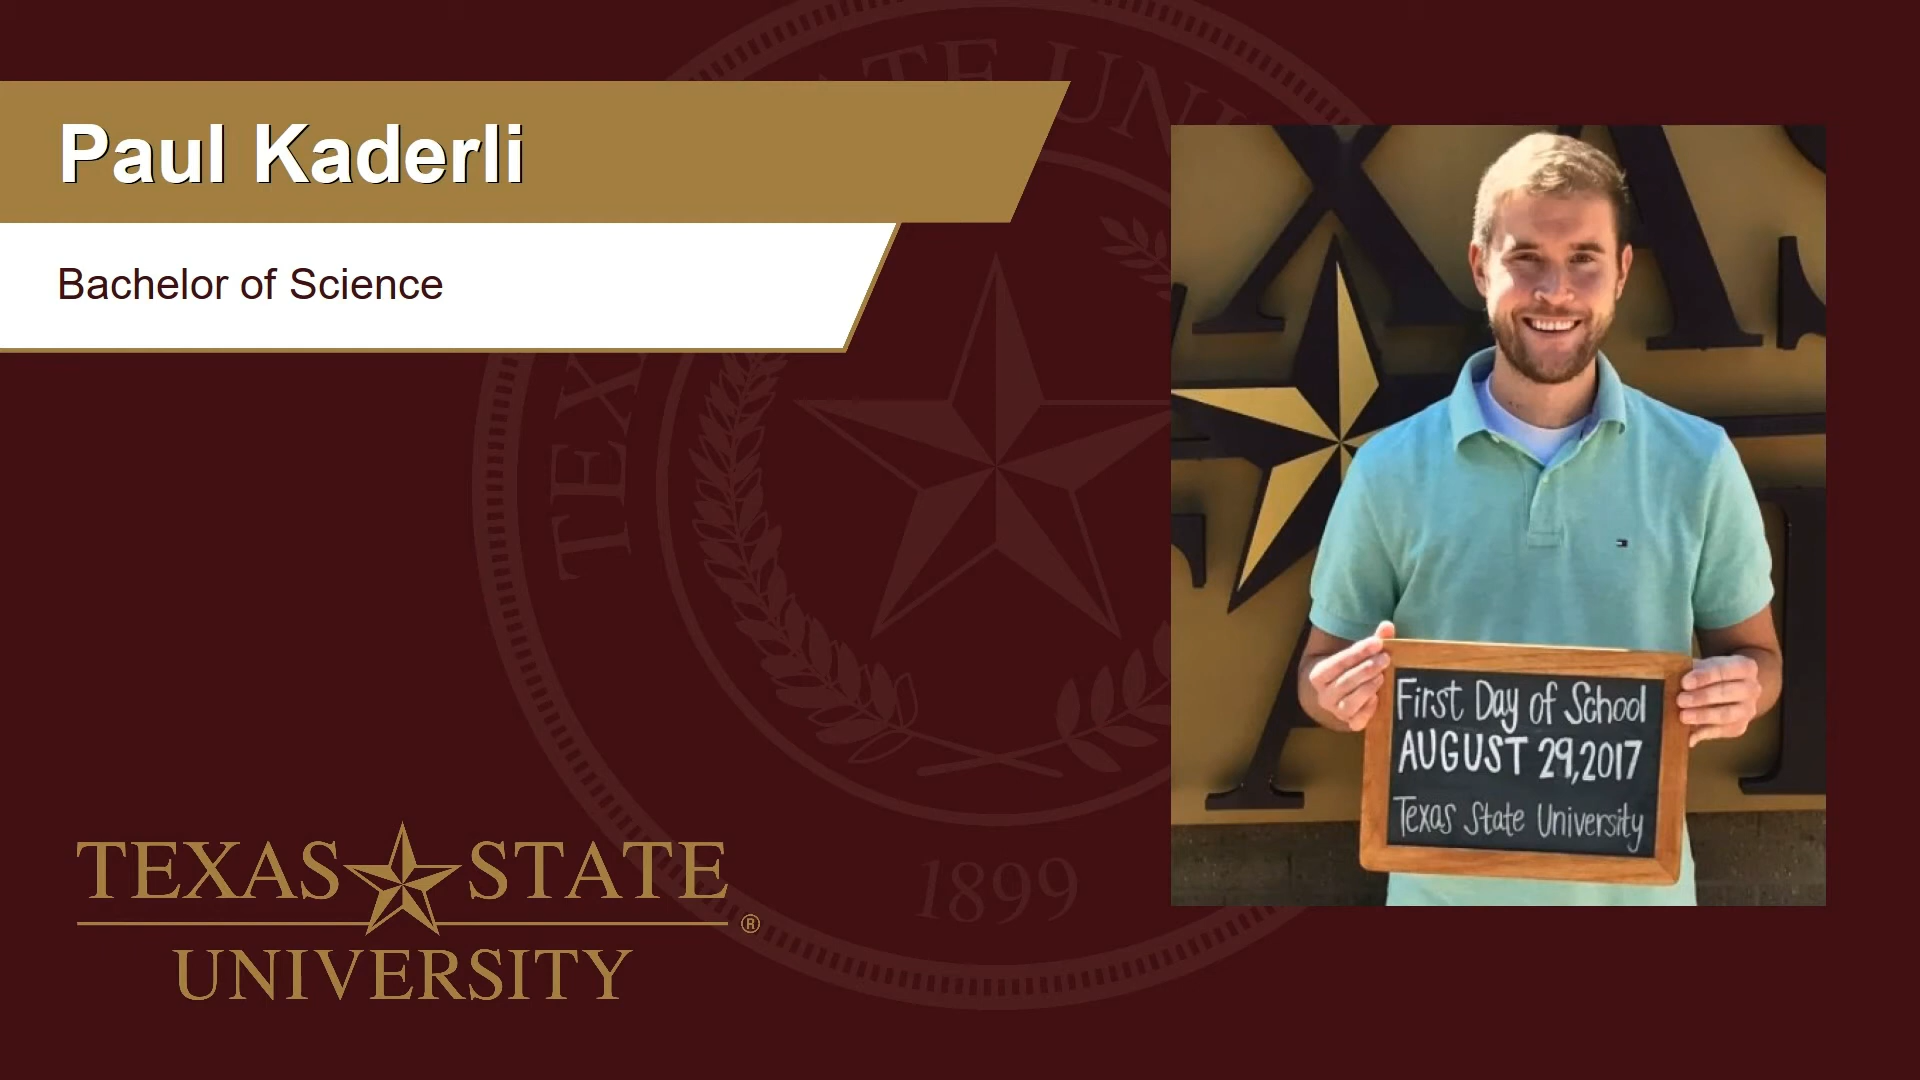 Paul Kaderli
Bachelor of Science
First Day of School
AUGUST 29,2017
Texas State University
TEXAS STATE
UNIVERSITY
®
1899